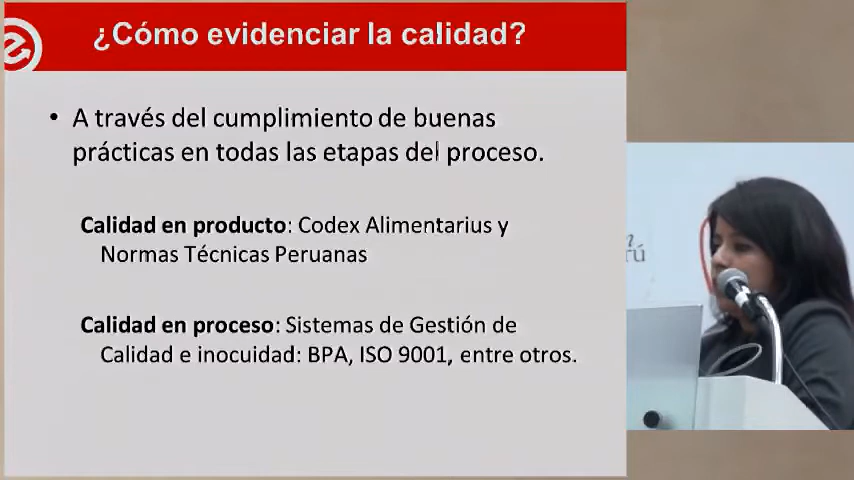 ¿Cómo evidenciar la calidad?
• A través del cumplimiento de buenas
prácticas en todas las etapas del proceso.
Calidad en producto: Codex Alimentarius y
Normas Técnicas Peruanas
Calidad en proceso: Sistemas de Gestión de
Calidad e inocuidad: BPA, ISO 9001, entre otros.